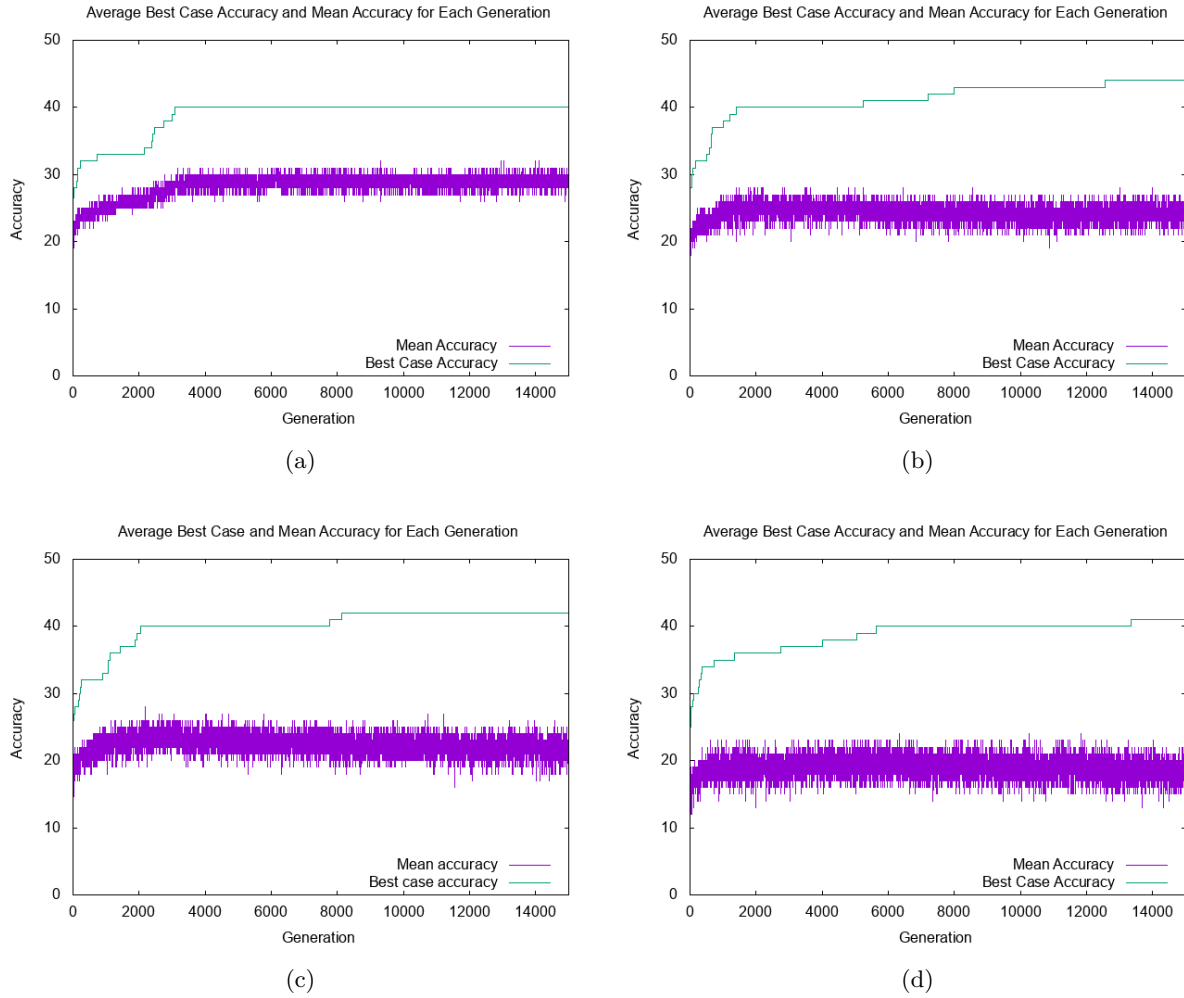 Average Best Case Accuracy and Mean Accuracy for Each Generation
50
40
30
20
10
0
Accuracy
Mean Accuracy
Best Case Accuracy
0 2000 4000 6000 8000 10000 12000 14000
Generation
(a)
Average Best Case Accuracy and Mean Accuracy for Each Generation
50
40
30
20
10
0
Accuracy
Mean Accuracy
Best Case Accuracy
0 2000 4000 6000 8000 10000 12000 14000
Generation
(b)
Average Best Case and Mean Accuracy for Each Generation
50
40
30
20
10
0
Accuracy
Mean accuracy
Best case accuracy
0 2000 4000 6000 8000 10000 12000 14000
Generation
(c)
Average Best Case Accuracy and Mean Accuracy for Each Generation
50
40
30
20
10
0
Accuracy
Mean Accuracy
Best Case Accuracy
0 2000 4000 6000 8000 10000 12000 14000
Generation
(d)